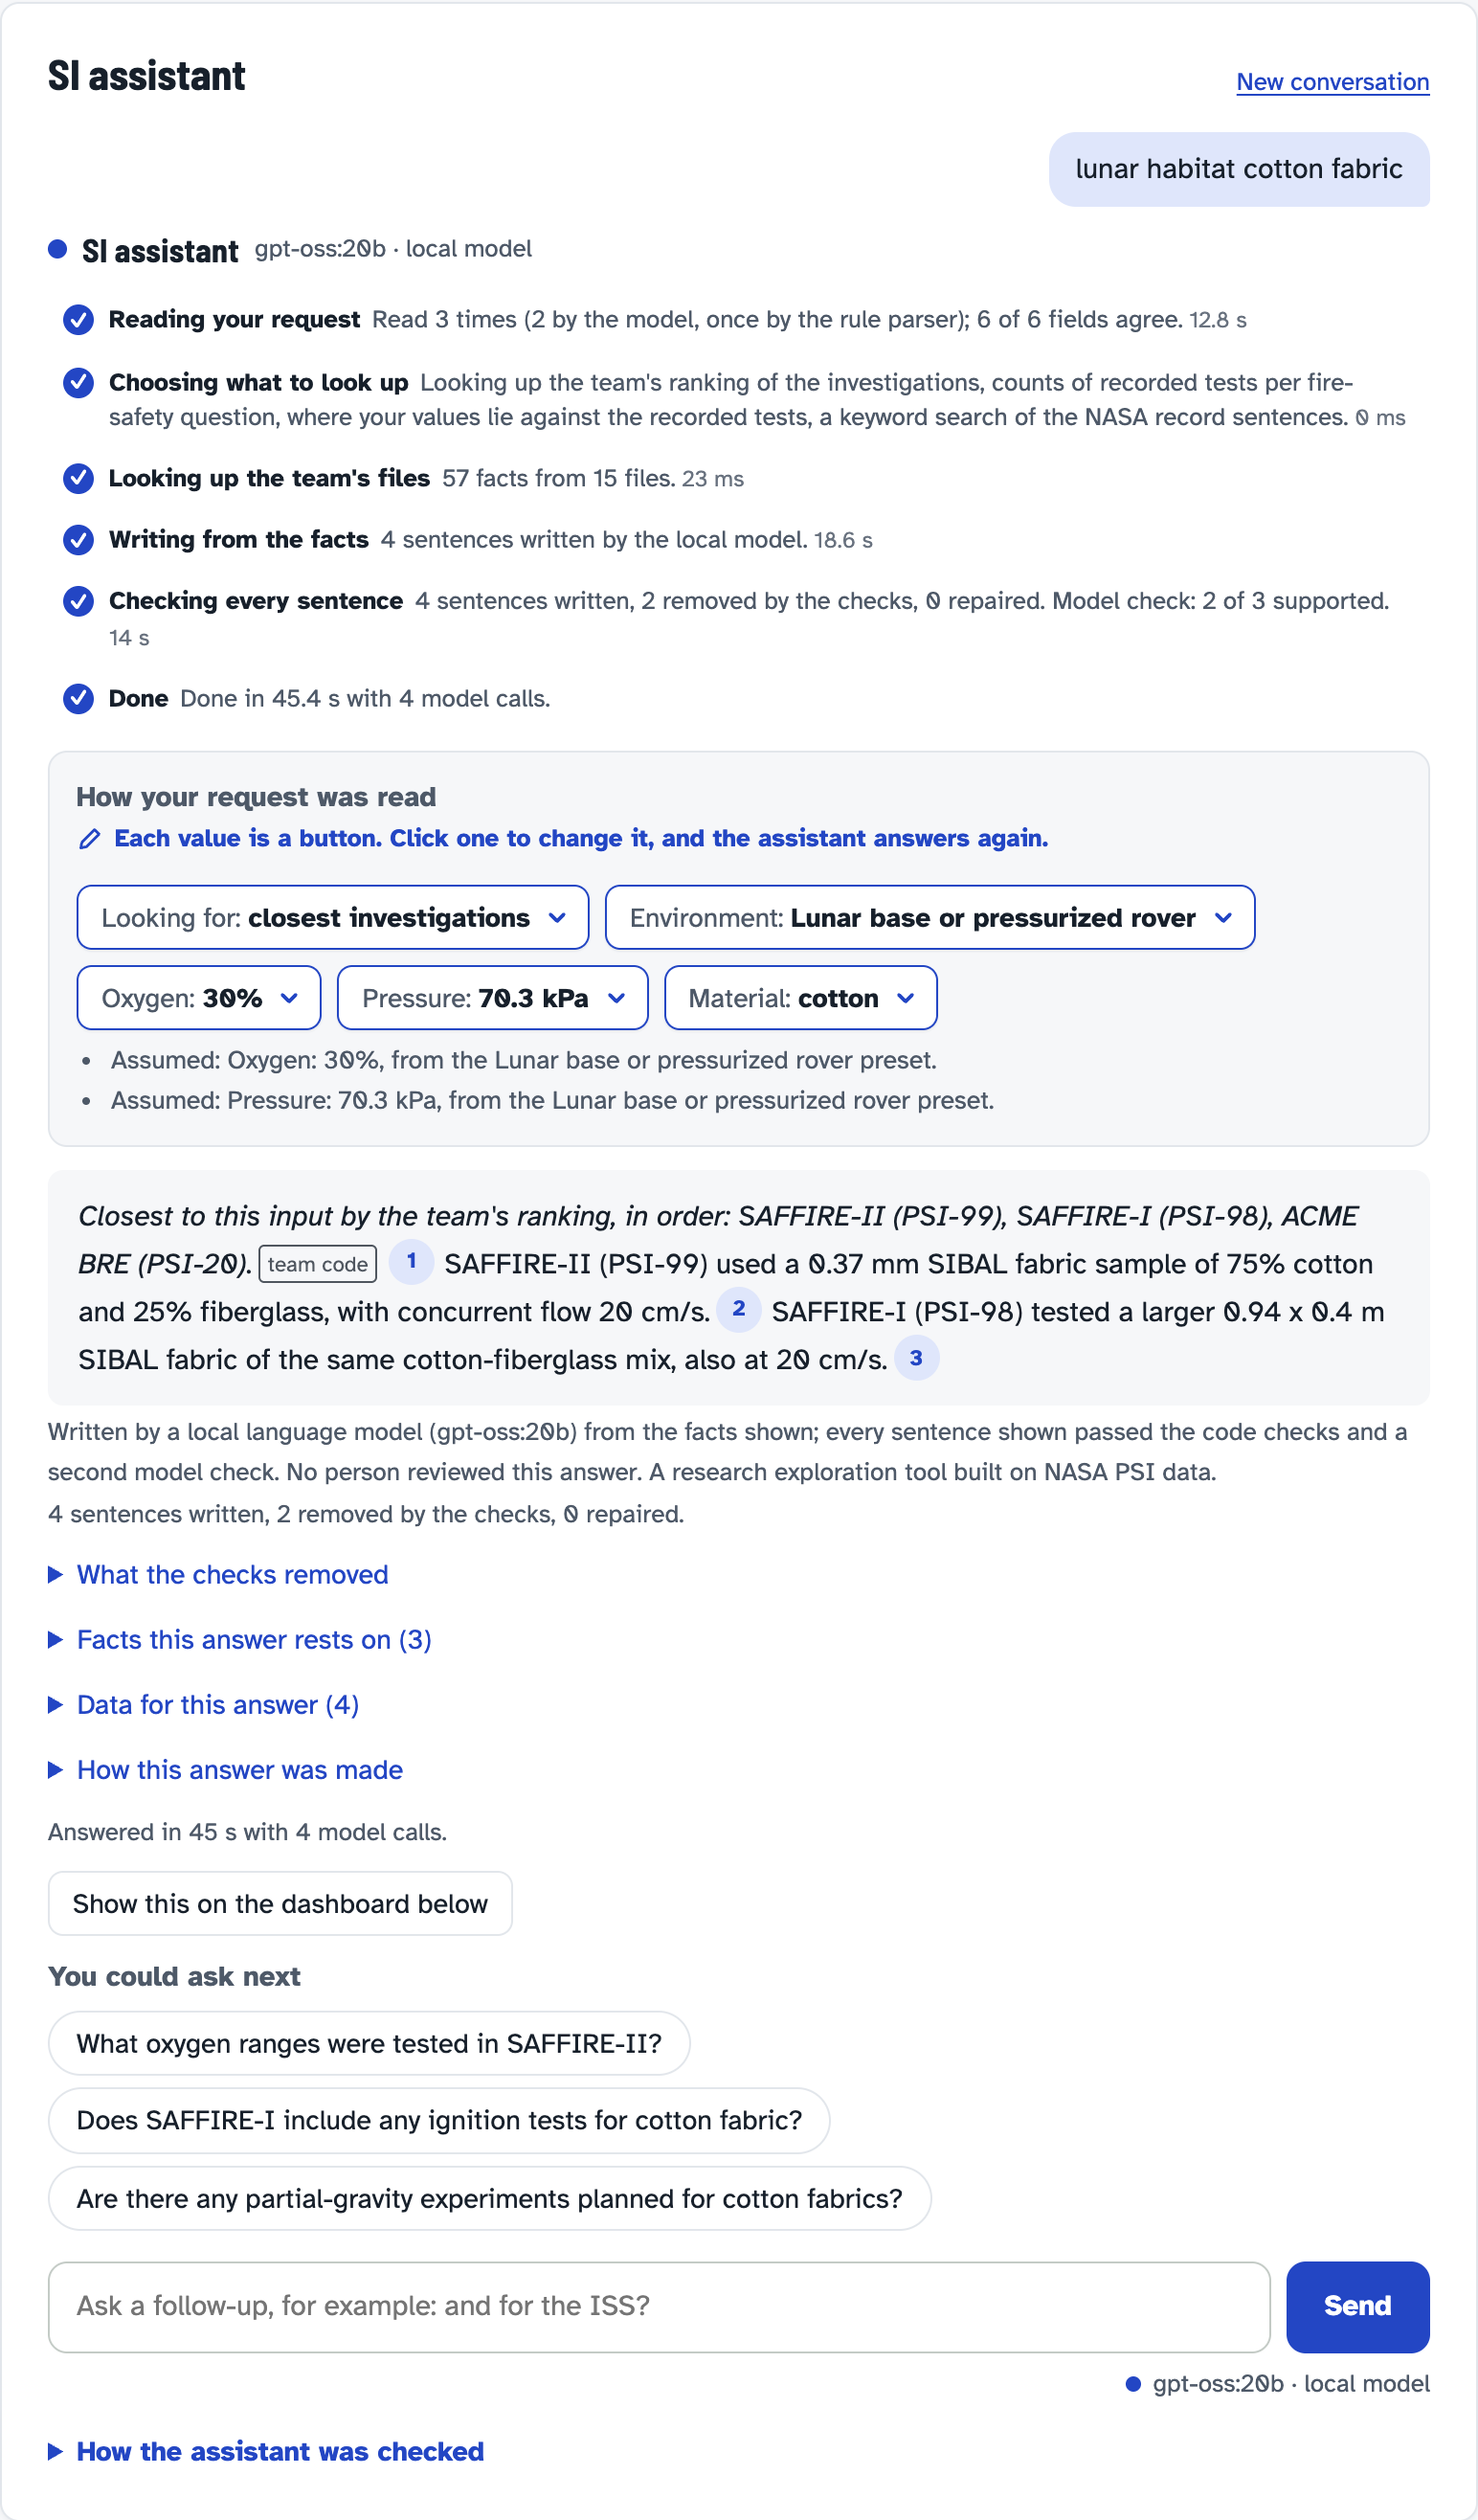 SI assistant
New conversation
lunar habitat cotton fabric
SI assistant gpt-oss:20b · local model
Reading your request Read 3 times (2 by the model, once by the rule parser); 6 of 6 fields agree. 12.8 s
Choosing what to look up Looking up the team's ranking of the investigations, counts of recorded tests per fire-
safety question, where your values lie against the recorded tests, a keyword search of the NASA record sentences. 0 ms
Looking up the team's files 57 facts from 15 files. 23 ms
Writing from the facts 4 sentences written by the local model. 18.6 s
Checking every sentence 4 sentences written, 2 removed by the checks, 0 repaired. Model check: 2 of 3 supported.
14 s
Done Done in 45.4 s with 4 model calls.
How your request was read
Each value is a button. Click one to change it, and the assistant answers again.
Looking for: closest investigations Environment: Lunar base or pressurized rover
Oxygen: 30% Pressure: 70.3 kPa Material: cotton
• Assumed: Oxygen: 30%, from the Lunar base or pressurized rover preset.
• Assumed: Pressure: 70.3 kPa, from the Lunar base or pressurized rover preset.
Closest to this input by the team's ranking, in order: SAFFIRE-II (PSI-99), SAFFIRE-I (PSI-98), ACME
BRE (PSI-20). team code 1 SAFFIRE-II (PSI-99) used a 0.37 mm SIBAL fabric sample of 75% cotton
and 25% fiberglass, with concurrent flow 20 cm/s. 2 SAFFIRE-I (PSI-98) tested a larger 0.94 x 0.4 m
SIBAL fabric of the same cotton-fiberglass mix, also at 20 cm/s. 3
Written by a local language model (gpt-oss:20b) from the facts shown; every sentence shown passed the code checks and a
second model check. No person reviewed this answer. A research exploration tool built on NASA PSI data.
4 sentences written, 2 removed by the checks, 0 repaired.
What the checks removed
Facts this answer rests on (3)
Data for this answer (4)
How this answer was made
Answered in 45 s with 4 model calls.
Show this on the dashboard below
You could ask next
What oxygen ranges were tested in SAFFIRE-II?
Does SAFFIRE-I include any ignition tests for cotton fabric?
Are there any partial-gravity experiments planned for cotton fabrics?
Ask a follow-up, for example: and for the ISS?
Send
gpt-oss:20b · local model
How the assistant was checked